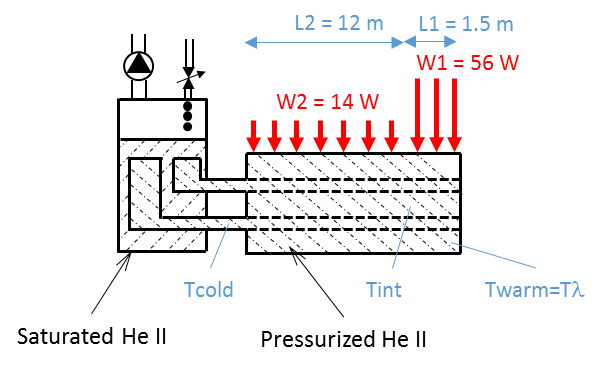 L2 = 12 m
L1 = 1.5 m
W1 = 56 W
W2 = 14 W
Tcold
Tint
Twarm=Tλ
Saturated He II
Pressurized He II